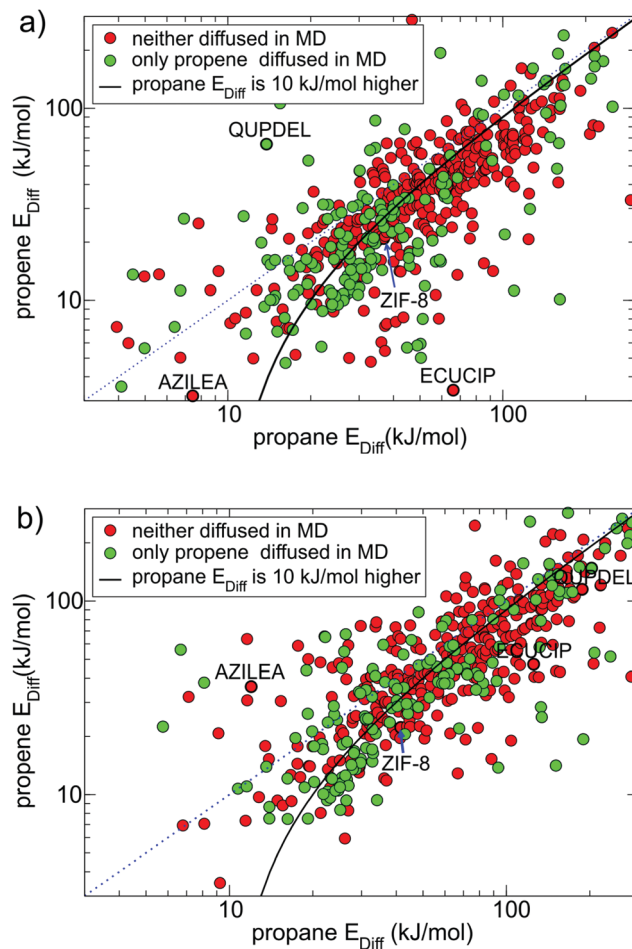 a)
neither diffused in MD
only propene diffused in MD
propane E_Diff is 10 kJ/mol higher
100
QUPDEL
10
ZIF-8
AZILEA
ECUCIP
propene E_Diff (kJ/mol)
10
100
propane E_Diff(kJ/mol)
b)
neither diffused in MD
only propene diffused in MD
propane E_Diff is 10 kJ/mol higher
100
QUPDEL
ECUCIP
AZILEA
ZIF-8
10
propene E_Diff(kJ/mol)
10
100
propane E_Diff (kJ/mol)